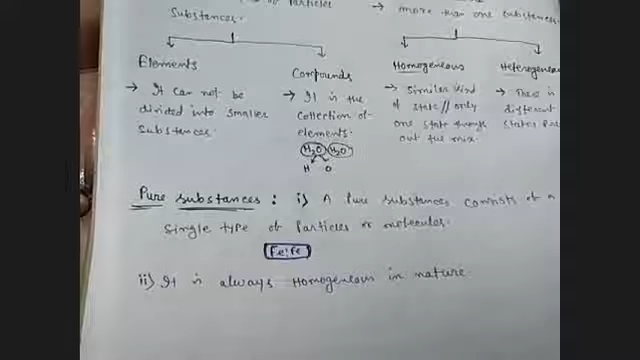 of Particles
Substances.
more than one substances.
Elements
→ It can not be
divided into smaller
substances.
Compounds
→ It is the
collection of
elements.
H2O H2O
H O
Homogeneous
→ Similar kind
of state//only
one state through
out the mix.
Heterogeneous
→ There is
different
states
Pure substances : i) A Pure substances consists of a
single type of Particles or molecules.
Fe:Fe
ii) It is always Homogeneous in nature